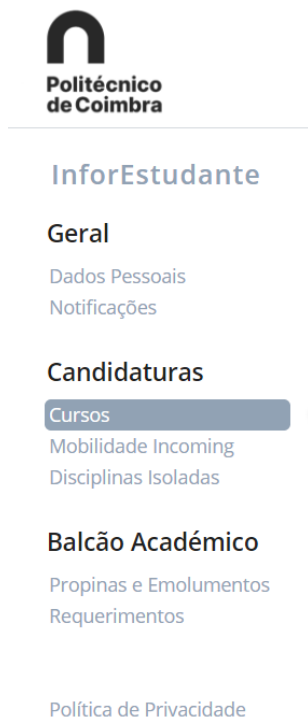 Politécnico
de Coimbra
InforEstudante
Geral
Dados Pessoais
Notificações
Candidaturas
Cursos
Mobilidade Incoming
Disciplinas Isoladas
Balcão Académico
Propinas e Emolumentos
Requerimentos
Política de Privacidade